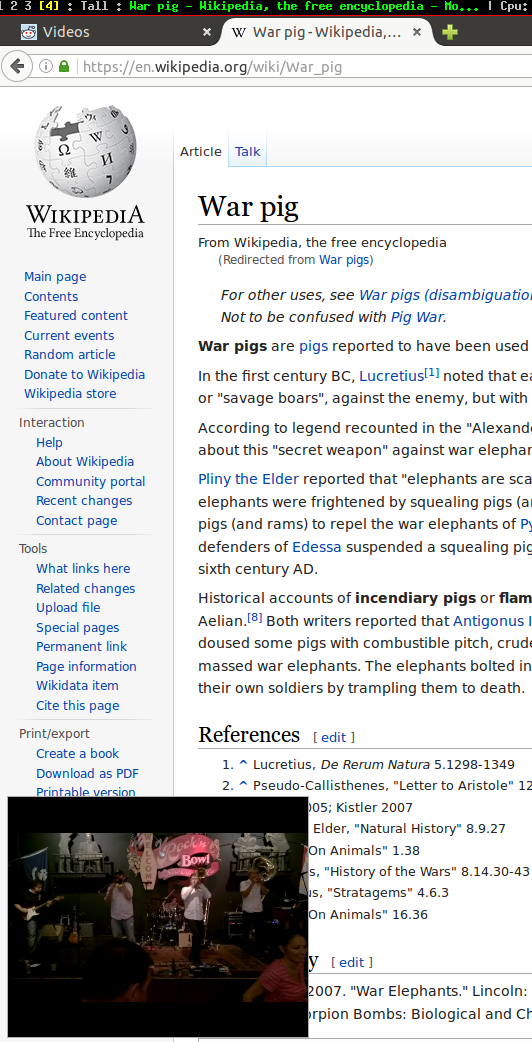 1 2 3 [4] : Tall : War pig - Wikipedia, the free encyclopedia - Mo... | Cpu:
Videos
War pig - Wikipedia,...
https://en.wikipedia.org/wiki/War_pig
Article
Talk
WIKIPEDIA
The Free Encyclopedia
Main page
Contents
Featured content
Current events
Random article
Donate to Wikipedia
Wikipedia store
Interaction
Help
About Wikipedia
Community portal
Recent changes
Contact page
Tools
What links here
Related changes
Upload file
Special pages
Permanent link
Page information
Wikidata item
Cite this page
Print/export
Create a book
Download as PDF
Printable version
War pig
From Wikipedia, the free encyclopedia
(Redirected from War pigs)
For other uses, see War pigs (disambiguatio
Not to be confused with Pig War.
War pigs are pigs reported to have been used
In the first century BC, Lucretius[1] noted that ea
or "savage boars", against the enemy, but with
According to legend recounted in the "Alexande
about this "secret weapon" against war elephan
Pliny the Elder reported that "elephants are sca
elephants were frightened by squealing pigs (a
pigs (and rams) to repel the war elephants of Py
defenders of Edessa suspended a squealing pig
sixth century AD.
Historical accounts of incendiary pigs or flam
Aelian.[8] Both writers reported that Antigonus I
doused some pigs with combustible pitch, crude
massed war elephants. The elephants bolted in
their own soldiers by trampling them to death.
References [ edit ]
1. ^ Lucretius, De Rerum Natura 5.1298-1349
2. ^ Pseudo-Callisthenes, "Letter to Aristole" 12
005; Kistler 2007
Elder, "Natural History" 8.9.27
On Animals" 1.38
s, "History of the Wars" 8.14.30-43
us, "Stratagems" 4.6.3
On Animals" 16.36
y [ edit ]
2007. "War Elephants." Lincoln:
orpion Bombs: Biological and Ch
Rock n
Bowl